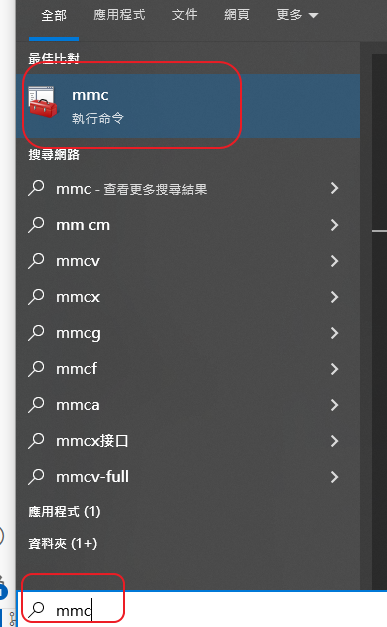 全部 應用程式 文件 網頁 更多
最佳比對
mmc
執行命令
搜尋網路
mmc - 查看更多搜尋結果
mm cm
mmcv
mmcx
mmcg
mmcf
mmca
mmcx接口
mmcv-full
應用程式 (1)
資料夾 (1+)
mmc